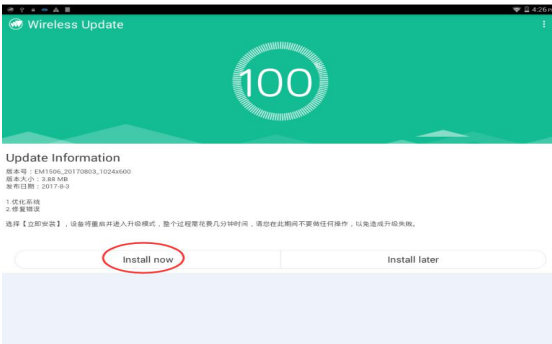 4:26
Wireless Update
100
Update Information
版本号：EM1506_20170803_1024x600
版本大小：3.88 MB
发布日期：2017-8-3
1.优化系统
2.修复错误
选择【立即安装】，设备将重启并进入升级模式，整个过程需花费几分钟时间，请您在此期间不要做任何操作，以免造成升级失败。
Install now
Install later